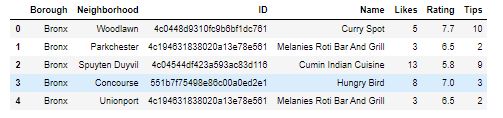 Borough Neighborhood ID Name Likes Rating Tips
0 Bronx Woodlawn 4c0448d9310fc9b6bf1dc761 Curry Spot 5 7.7 10
1 Bronx Parkchester 4c194631838020a13e78e561 Melanies Roti Bar And Grill 3 6.5 2
2 Bronx Spuyten Duyvil 4c04544df423a593ac83d116 Cumin Indian Cuisine 13 5.8 9
3 Bronx Concourse 551b7f75498e86c00a0ed2e1 Hungry Bird 8 7.0 3
4 Bronx Unionport 4c194631838020a13e78e561 Melanies Roti Bar And Grill 3 6.5 2